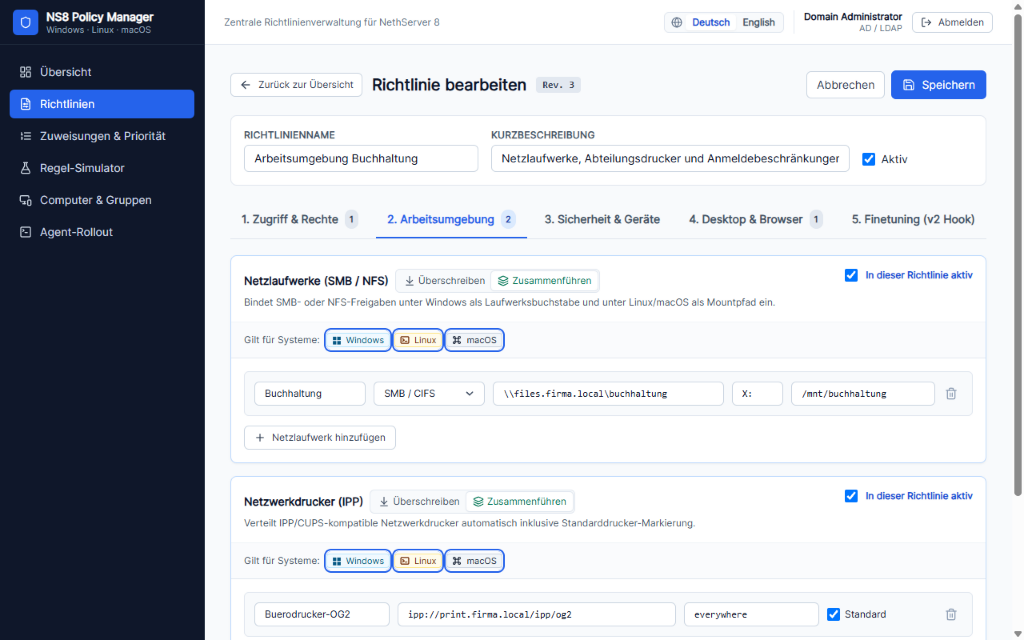 NS8 Policy Manager
Windows · Linux · macOS
Übersicht
Richtlinien
Zuweisungen & Priorität
Regel-Simulator
Computer & Gruppen
Agent-Rollout
Zentrale Richtlinienverwaltung für NethServer 8
Deutsch English
Domain Administrator
AD / LDAP
Abmelden
Zurück zur Übersicht
Richtlinie bearbeiten
Rev. 3
Abbrechen
Speichern
RICHTLINIENNAME
Arbeitsumgebung Buchhaltung
KURZBESCHREIBUNG
Netzlaufwerke, Abteilungsdrucker und Anmeldebeschränkunger
Aktiv
1. Zugriff & Rechte 1
2. Arbeitsumgebung 2
3. Sicherheit & Geräte
4. Desktop & Browser 1
5. Finetuning (v2 Hook)
Netzlaufwerke (SMB / NFS) Überschreiben Zusammenführen
In dieser Richtlinie aktiv
Bindet SMB- oder NFS-Freigaben unter Windows als Laufwerksbuchstabe und unter Linux/macOS als Mountpfad ein.
Gilt für Systeme: Windows Linux macOS
Buchhaltung SMB / CIFS \\files.firma.local\buchhaltung X: /mnt/buchhaltung
Netzlaufwerk hinzufügen
Netzwerkdrucker (IPP) Überschreiben Zusammenführen
In dieser Richtlinie aktiv
Verteilt IPP/CUPS-kompatible Netzwerkdrucker automatisch inklusive Standarddrucker-Markierung.
Gilt für Systeme: Windows Linux macOS
Buerodrucker-OG2 ipp://print.firma.local/ipp/og2 everywhere Standard